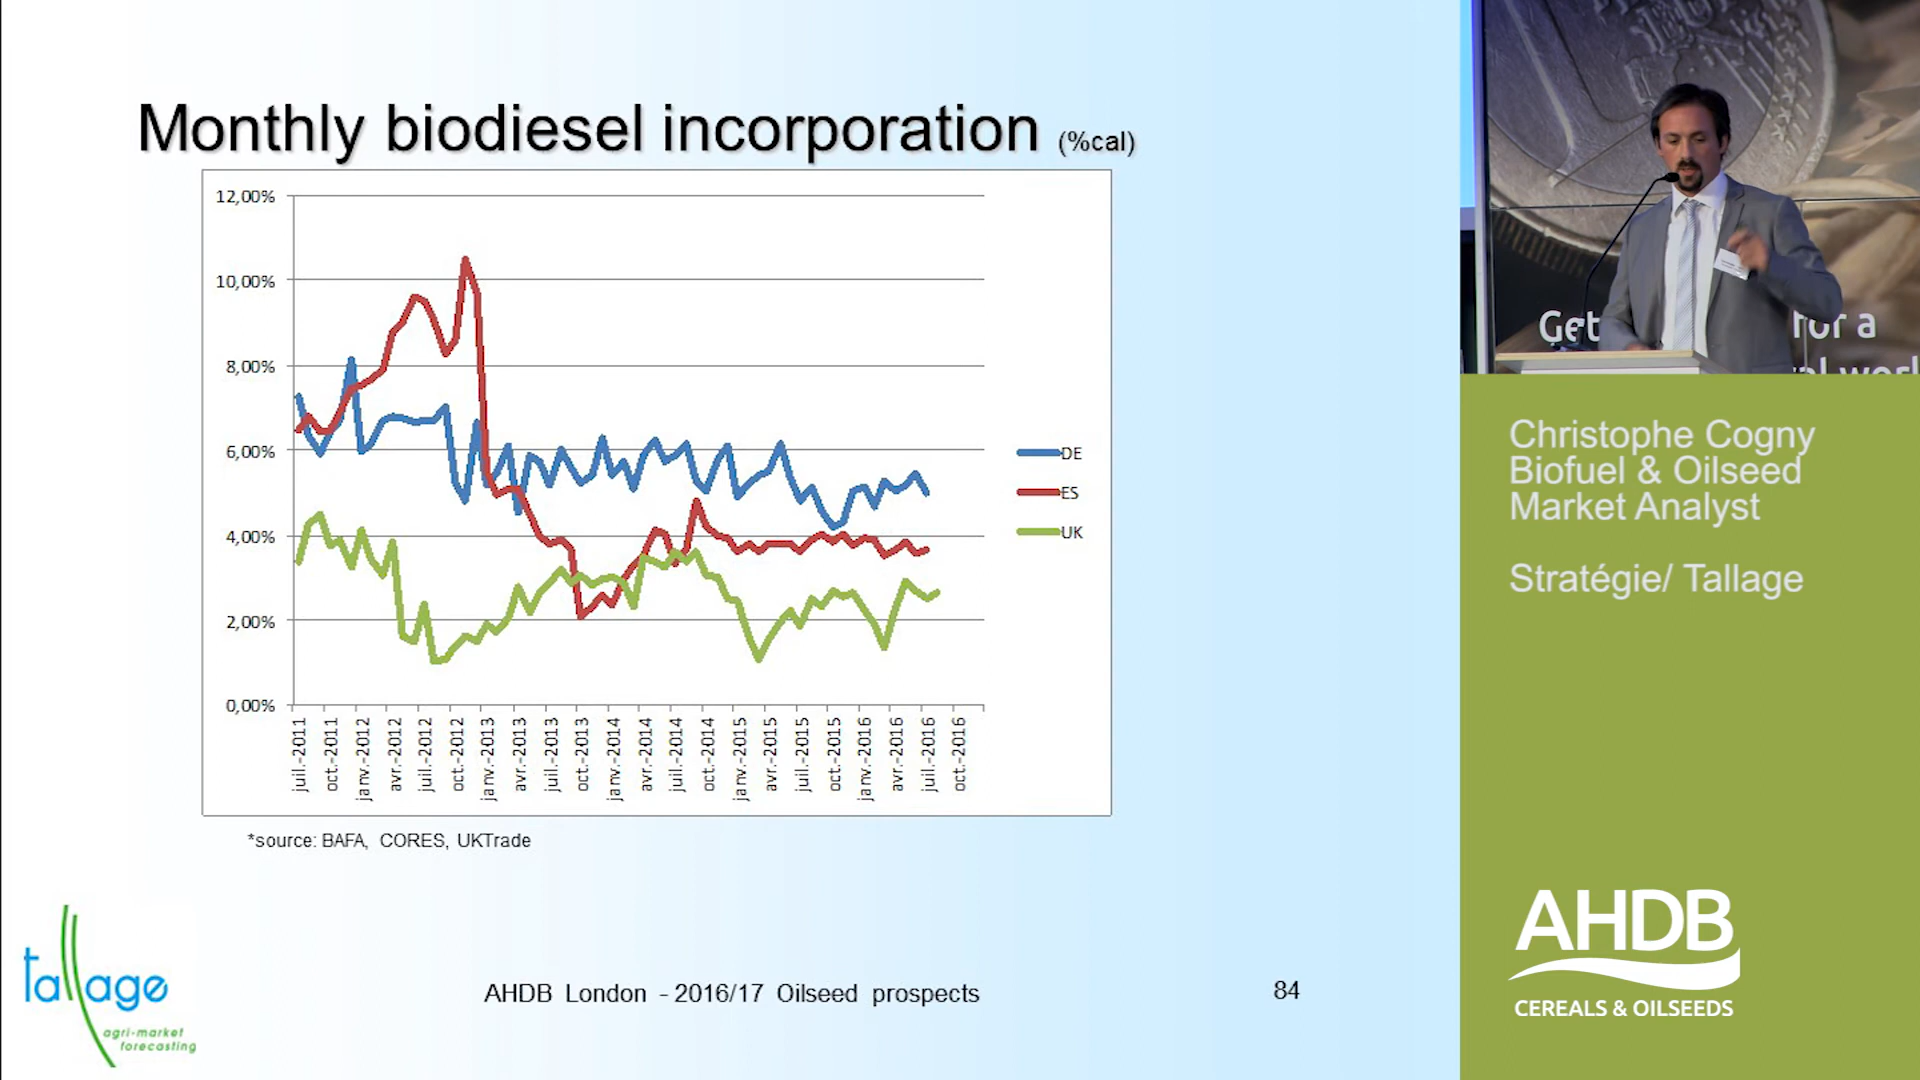 Monthly biodiesel incorporation (%cal)
12,00%
10,00%
8,00%
6,00%
4,00%
2,00%
0,00%
juil.-2011
oct.-2011
janv.-2012
avr.-2012
juil.-2012
oct.-2012
janv.-2013
avr.-2013
juil.-2013
oct.-2013
janv.-2014
avr.-2014
juil.-2014
oct.-2014
janv.-2015
avr.-2015
juil.-2015
oct.-2015
janv.-2016
avr.-2016
juil.-2016
oct.-2016
DE
ES
UK
*source: BAFA, CORES, UKTrade
tallage
agri-market
forecasting
AHDB London - 2016/17 Oilseed prospects
84
Get for a
Christophe Cogny
Biofuel & Oilseed
Market Analyst
Stratégie/ Tallage
AHDB
CEREALS & OILSEEDS